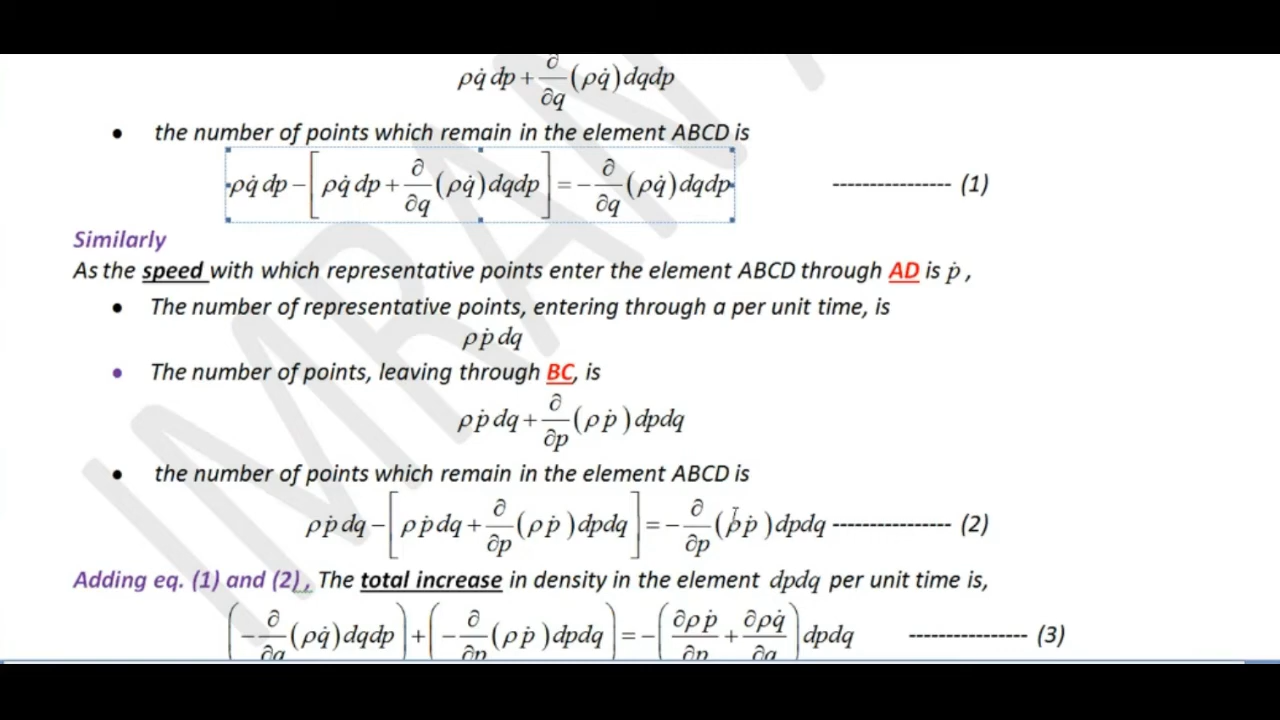 ρq̇ dp + ∂/∂q (ρq̇) dqdp
• the number of points which remain in the element ABCD is
ρq̇ dp − [ρq̇ dp + ∂/∂q (ρq̇) dqdp] = −∂/∂q (ρq̇) dqdp ---------------- (1)
Similarly
As the speed with which representative points enter the element ABCD through AD is ṗ ,
• The number of representative points, entering through a per unit time, is
ρṗ dq
• The number of points, leaving through BC, is
ρṗ dq + ∂/∂p (ρṗ) dpdq
• the number of points which remain in the element ABCD is
ρṗ dq − [ρṗ dq + ∂/∂p (ρṗ) dpdq] = −∂/∂p (ρṗ) dpdq ---------------- (2)
Adding eq. (1) and (2) , The total increase in density in the element dpdq per unit time is,
(−∂/∂q (ρq̇) dqdp) + (−∂/∂p (ρṗ) dpdq) = −(∂ρṗ/∂p + ∂ρq̇/∂q) dpdq ---------------- (3)
IMRAN